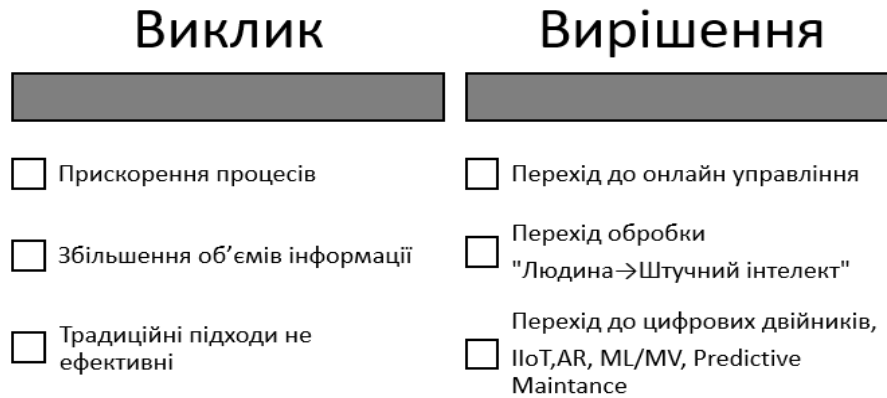 Виклик
Прискорення процесів
Збільшення об’ємів інформації
Традиційні підходи не
ефективні
Вирішення
Перехід до онлайн управління
Перехід обробки
"Людина→Штучний інтелект"
Перехід до цифрових двійників,
IIoT,AR, ML/MV, Predictive
Maintance